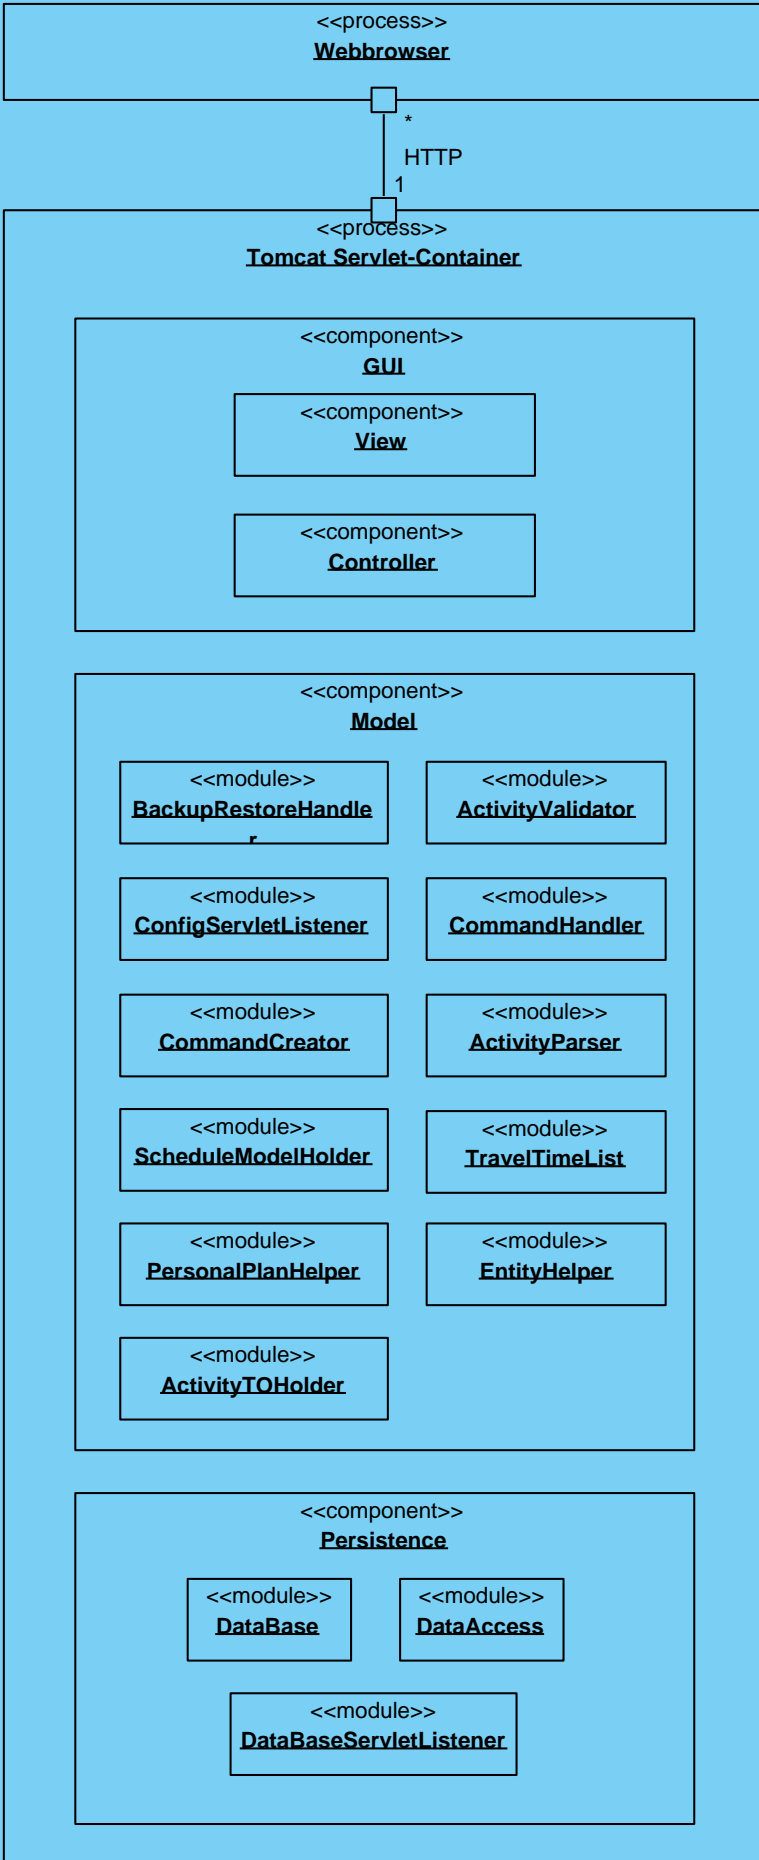 <<process>>
Webbrowser
*
HTTP
1
<<process>>
Tomcat Servlet-Container
<<component>>
GUI
<<component>>
View
<<component>>
Controller
<<component>>
Model
<<module>>
BackupRestoreHandle
r
<<module>>
ActivityValidator
<<module>>
ConfigServletListener
<<module>>
CommandHandler
<<module>>
CommandCreator
<<module>>
ActivityParser
<<module>>
ScheduleModelHolder
<<module>>
TravelTimeList
<<module>>
PersonalPlanHelper
<<module>>
EntityHelper
<<module>>
ActivityTOHolder
<<component>>
Persistence
<<module>>
DataBase
<<module>>
DataAccess
<<module>>
DataBaseServletListener